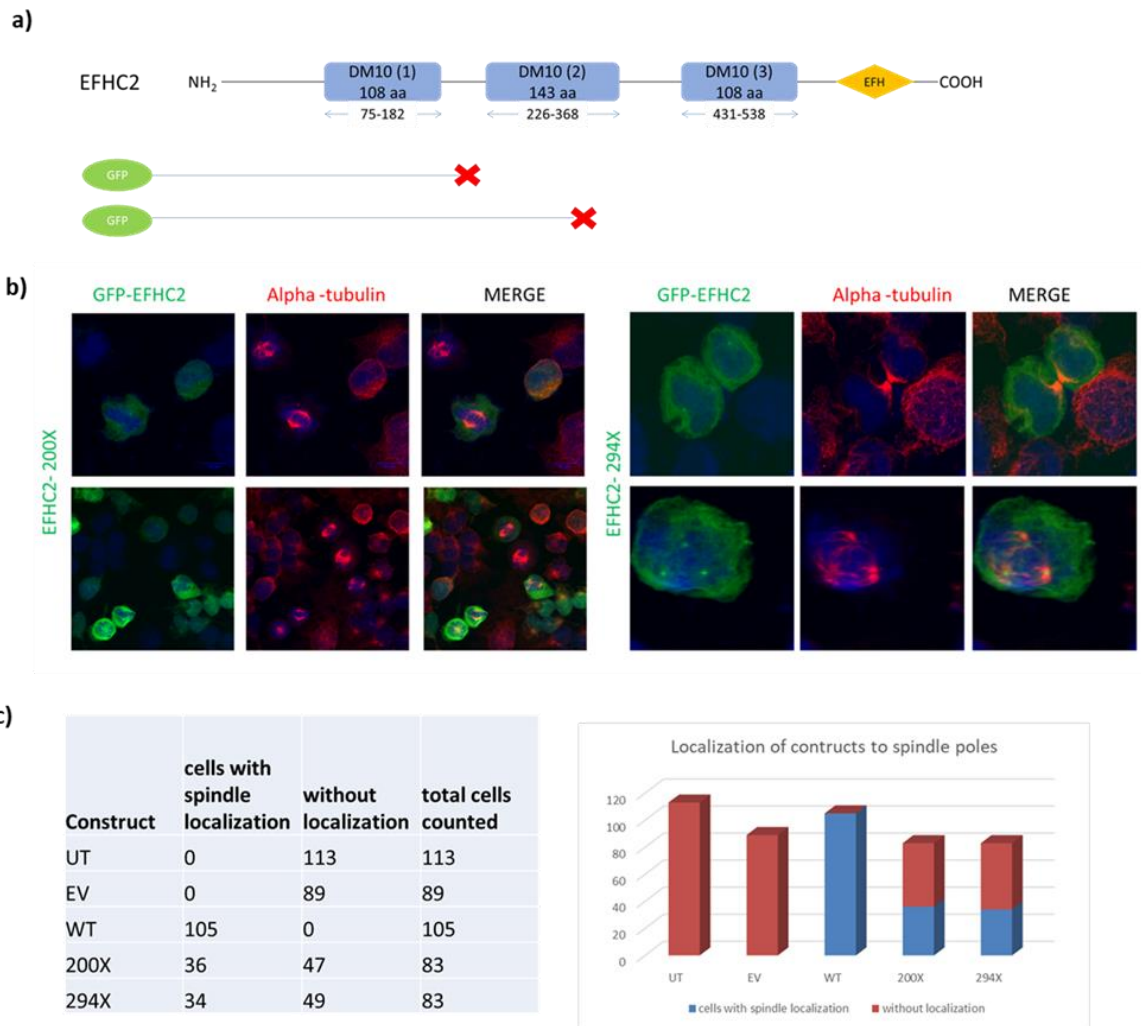 a)
EFHC2
NH2
DM10 (1)
108 aa
75-182
DM10 (2)
143 aa
226-368
DM10 (3)
108 aa
431-538
EFH
COOH
GFP
GFP
b)
GFP-EFHC2 Alpha -tubulin MERGE
GFP-EFHC2 Alpha -tubulin MERGE
EFHC2- 200X
EFHC2- 294X
c)
Construct cells with spindle localization without localization total cells counted
UT 0 113 113
EV 0 89 89
WT 105 0 105
200X 36 47 83
294X 34 49 83
Localization of contructs to spindle poles
120
100
80
60
40
20
0
UT EV WT 200X 294X
cells with spindle localization without localization